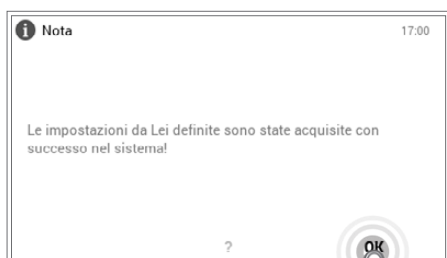 Nota 17:00
Le impostazioni da Lei definite sono state acquisite con
successo nel sistema!
? OK